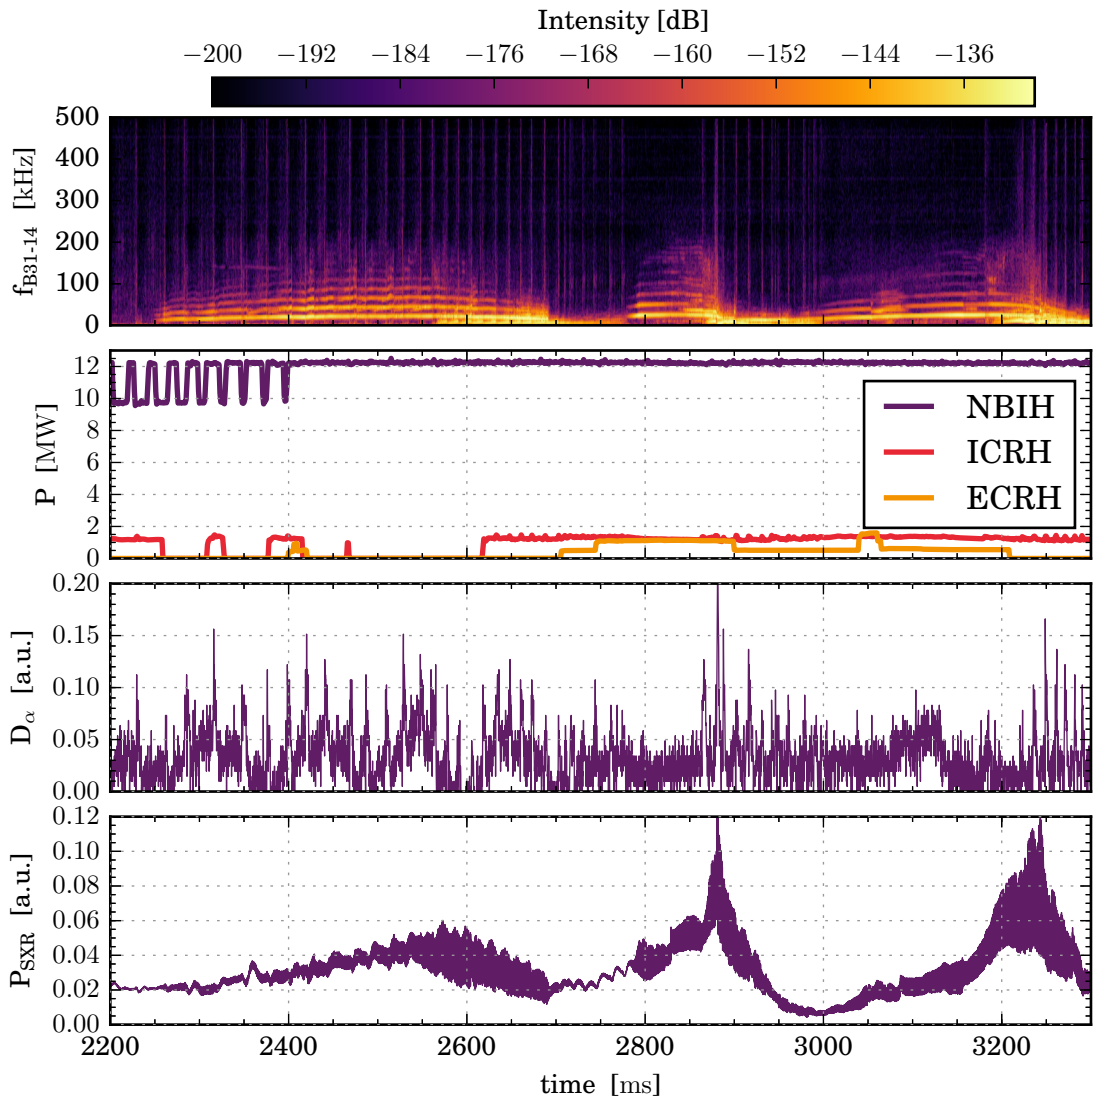 Intensity [dB]
−200 −192 −184 −176 −168 −160 −152 −144 −136
500
400
300
200
100
0
f_B31-14 [kHz]
12
10
8
6
4
2
0
P [MW]
NBIH
ICRH
ECRH
0.20
0.15
0.10
0.05
0.00
D_α [a.u.]
0.12
0.10
0.08
0.06
0.04
0.02
0.00
P_SXR [a.u.]
2200 2400 2600 2800 3000 3200
time [ms]